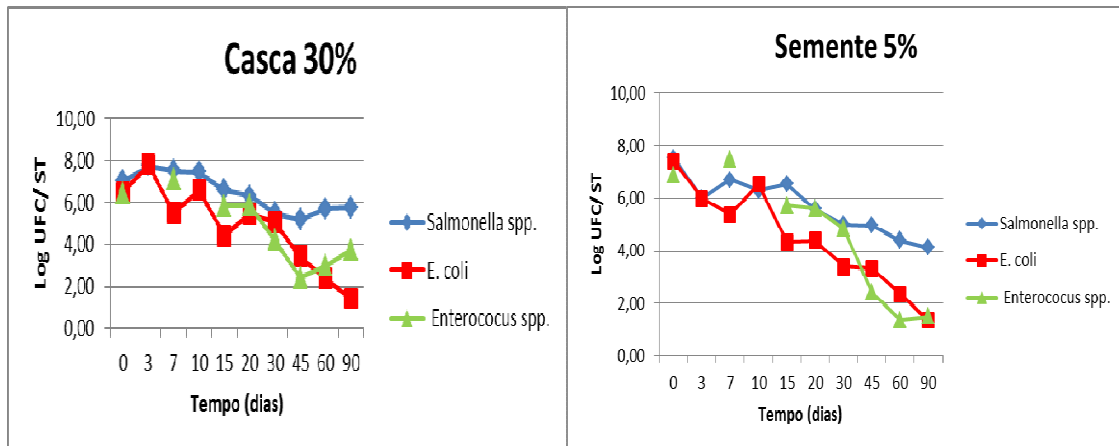 Casca 30%
Log UFC/ ST
10,00
8,00
6,00
4,00
2,00
0,00
0 3 7 10 15 20 30 45 60 90
Tempo (dias)
Salmonella spp.
E. coli
Enterococus spp.
Semente 5%
Log UFC/ ST
10,00
8,00
6,00
4,00
2,00
0,00
0 3 7 10 15 20 30 45 60 90
Tempo (dias)
Salmonella spp.
E. coli
Enterococus spp.